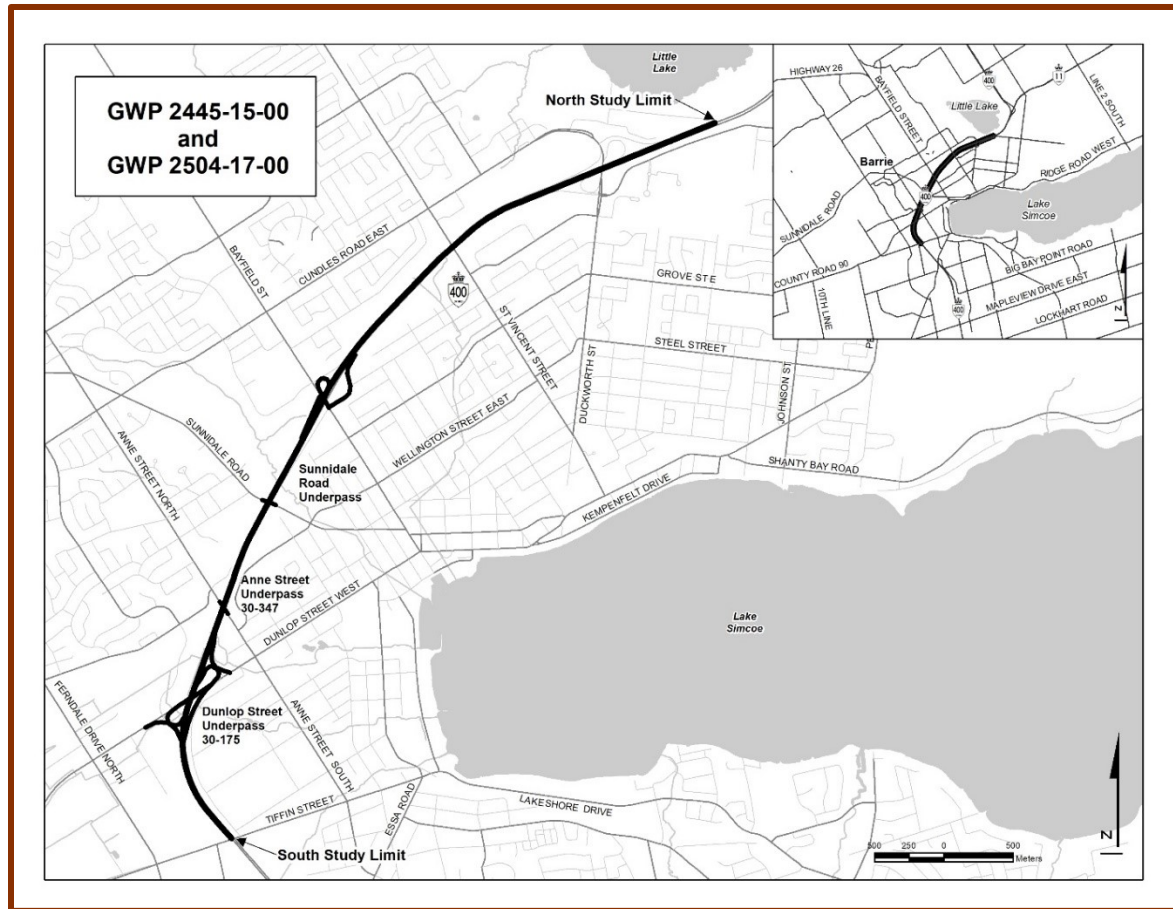 GWP 2445-15-00
and
GWP 2504-17-00
Little
Lake
North Study Limit
HIGHWAY 26
BAYFIELD STREET
400
11
LINE 2 SOUTH
Little Lake
Barrie
RIDGE ROAD WEST
SUNNIDALE ROAD
400
Lake
Simcoe
COUNTY ROAD 90
BIG BAY POINT ROAD
10TH LINE
MAPLEVIEW DRIVE EAST
400
LOCKHART ROAD
N
BAYFIELD ST
CUNDLES ROAD EAST
400
GROVE ST E
ST VINCENT STREET
STEEL STREET
DUCKWORTH ST
JOHNSON ST
SUNNIDALE ROAD
WELLINGTON STREET EAST
ANNE STREET NORTH
Sunnidale
Road
Underpass
SHANTY BAY ROAD
KEMPENFELT DRIVE
Anne Street
Underpass
30-347
DUNLOP STREET WEST
Lake
Simcoe
FERNDALE DRIVE NORTH
Dunlop Street
Underpass
30-175
ANNE STREET SOUTH
TIFFIN STREET
ESSA ROAD
LAKESHORE DRIVE
South Study Limit
500 250 0 500
Meters
N